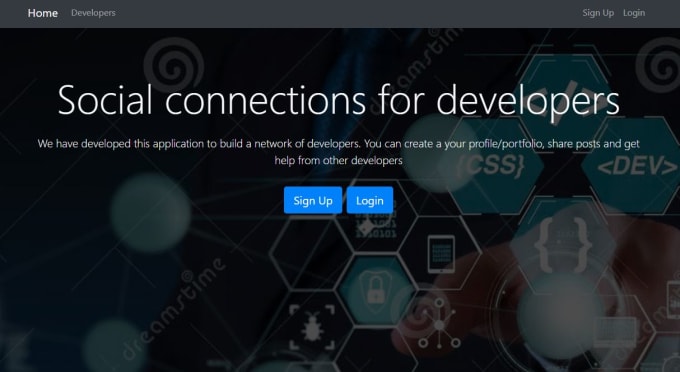 Home Developers Sign Up Login
Social connections for developers
We have developed this application to build a network of developers. You can create a your profile/portfolio, share posts and get
help from other developers
Sign Up Login
</>
{CSS}
<DEV>
{ }
dreamstime
dreamstime